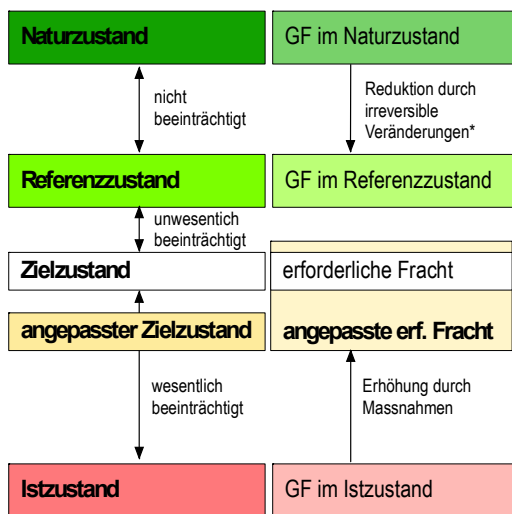 Naturzustand
GF im Naturzustand
nicht
beeinträchtigt
Reduktion durch
irreversible
Veränderungen*
Referenzzustand
GF im Referenzzustand
unwesentlich
beeinträchtigt
Zielzustand
erforderliche Fracht
angepasster Zielzustand
angepasste erf. Fracht
wesentlich
beeinträchtigt
Erhöhung durch
Massnahmen
Istzustand
GF im Istzustand